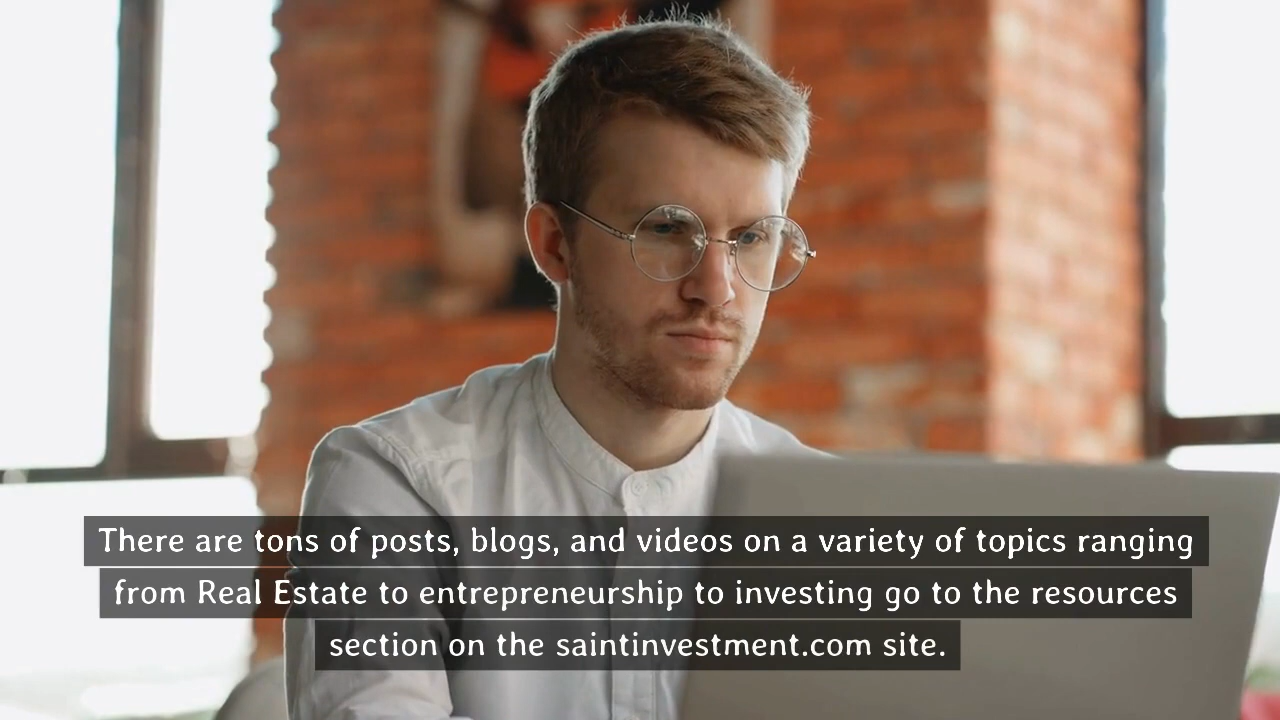 There are tons of posts, blogs, and videos on a variety of topics ranging
from Real Estate to entrepreneurship to investing go to the resources
section on the saintinvestment.com site.